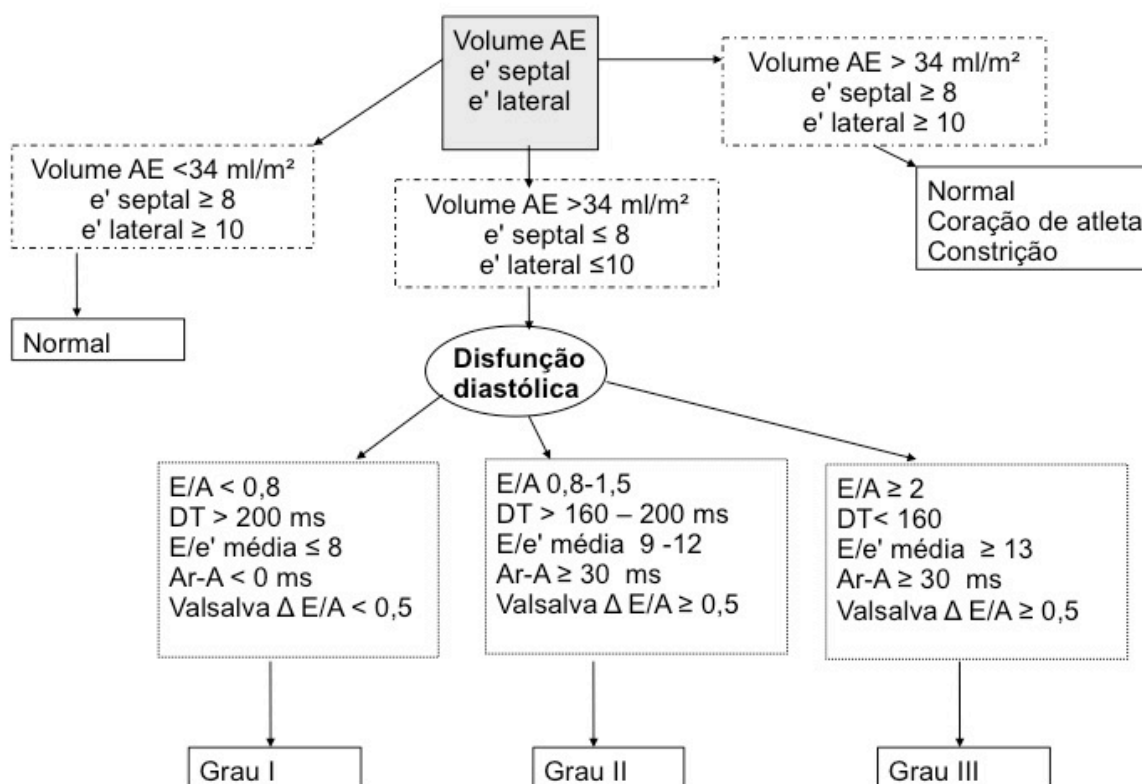 Volume AE
e' septal
e' lateral
Volume AE > 34 ml/m²
e' septal ≥ 8
e' lateral ≥ 10
Volume AE <34 ml/m²
e' septal ≥ 8
e' lateral ≥ 10
Volume AE >34 ml/m²
e' septal ≤ 8
e' lateral ≤10
Normal
Coração de atleta
Constrição
Normal
Disfunção
diastólica
E/A < 0,8
DT > 200 ms
E/e' média ≤ 8
Ar-A < 0 ms
Valsalva Δ E/A < 0,5
E/A 0,8-1,5
DT > 160 – 200 ms
E/e' média 9 -12
Ar-A ≥ 30 ms
Valsalva Δ E/A ≥ 0,5
E/A ≥ 2
DT< 160
E/e' média ≥ 13
Ar-A ≥ 30 ms
Valsalva Δ E/A ≥ 0,5
Grau I
Grau II
Grau III